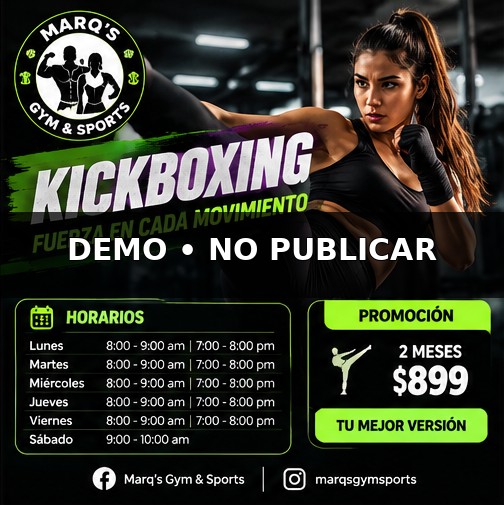 MARQ'S
GYM & SPORTS
KICKBOXING
FUERZA EN CADA MOVIMIENTO
DEMO • NO PUBLICAR
HORARIOS
Lunes 8:00 - 9:00 am | 7:00 - 8:00 pm
Martes 8:00 - 9:00 am | 7:00 - 8:00 pm
Miércoles 8:00 - 9:00 am | 7:00 - 8:00 pm
Jueves 8:00 - 9:00 am | 7:00 - 8:00 pm
Viernes 8:00 - 9:00 am | 7:00 - 8:00 pm
Sábado 9:00 - 10:00 am
PROMOCIÓN
2 MESES
$899
TU MEJOR VERSIÓN
Marq's Gym & Sports | marqsgymsports